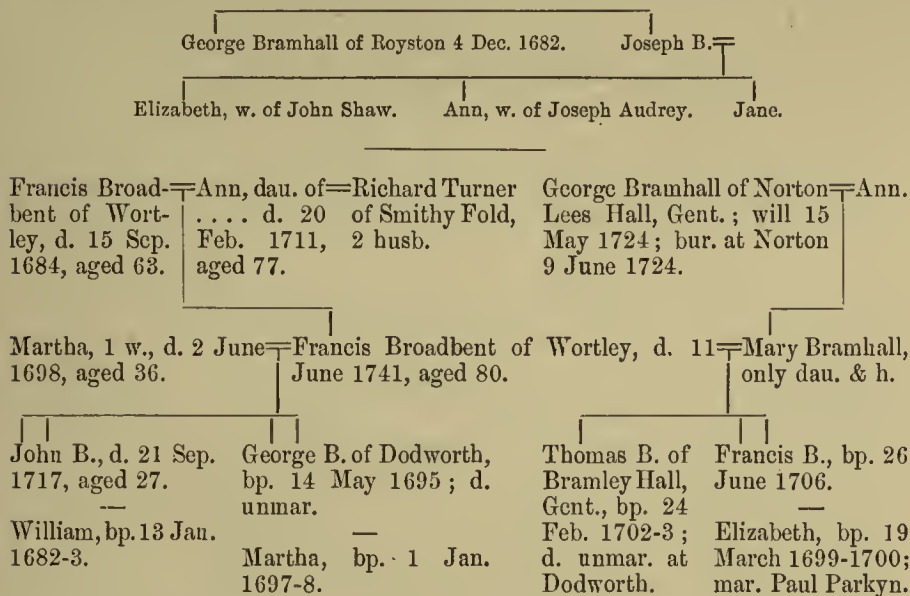 George Bramhall of Royston 4 Dec. 1682. Joseph B.
Elizabeth, w. of John Shaw. Ann, w. of Joseph Audrey. Jane.
Francis Broad-
bent of Wort-
ley, d. 15 Sep.
1684, aged 63.
Ann, dau. of
.... d. 20
Feb. 1711,
aged 77.
Richard Turner
of Smithy Fold,
2 husb.
George Bramhall of Norton
Lees Hall, Gent.; will 15
May 1724; bur. at Norton
9 June 1724.
Ann.
Martha, 1 w., d. 2 June
1698, aged 36.
Francis Broadbent of Wortley, d. 11
June 1741, aged 80.
Mary Bramhall,
only dau. & h.
John B., d. 21 Sep.
1717, aged 27.
—
William, bp. 13 Jan.
1682-3.
George B. of Dodworth,
bp. 14 May 1695; d.
unmar.
—
Martha, bp. 1 Jan.
1697-8.
Thomas B. of
Bramley Hall,
Gent., bp. 24
Feb. 1702-3;
d. unmar. at
Dodworth.
Francis B., bp. 26
June 1706.
—
Elizabeth, bp. 19
March 1699-1700;
mar. Paul Parkyn.